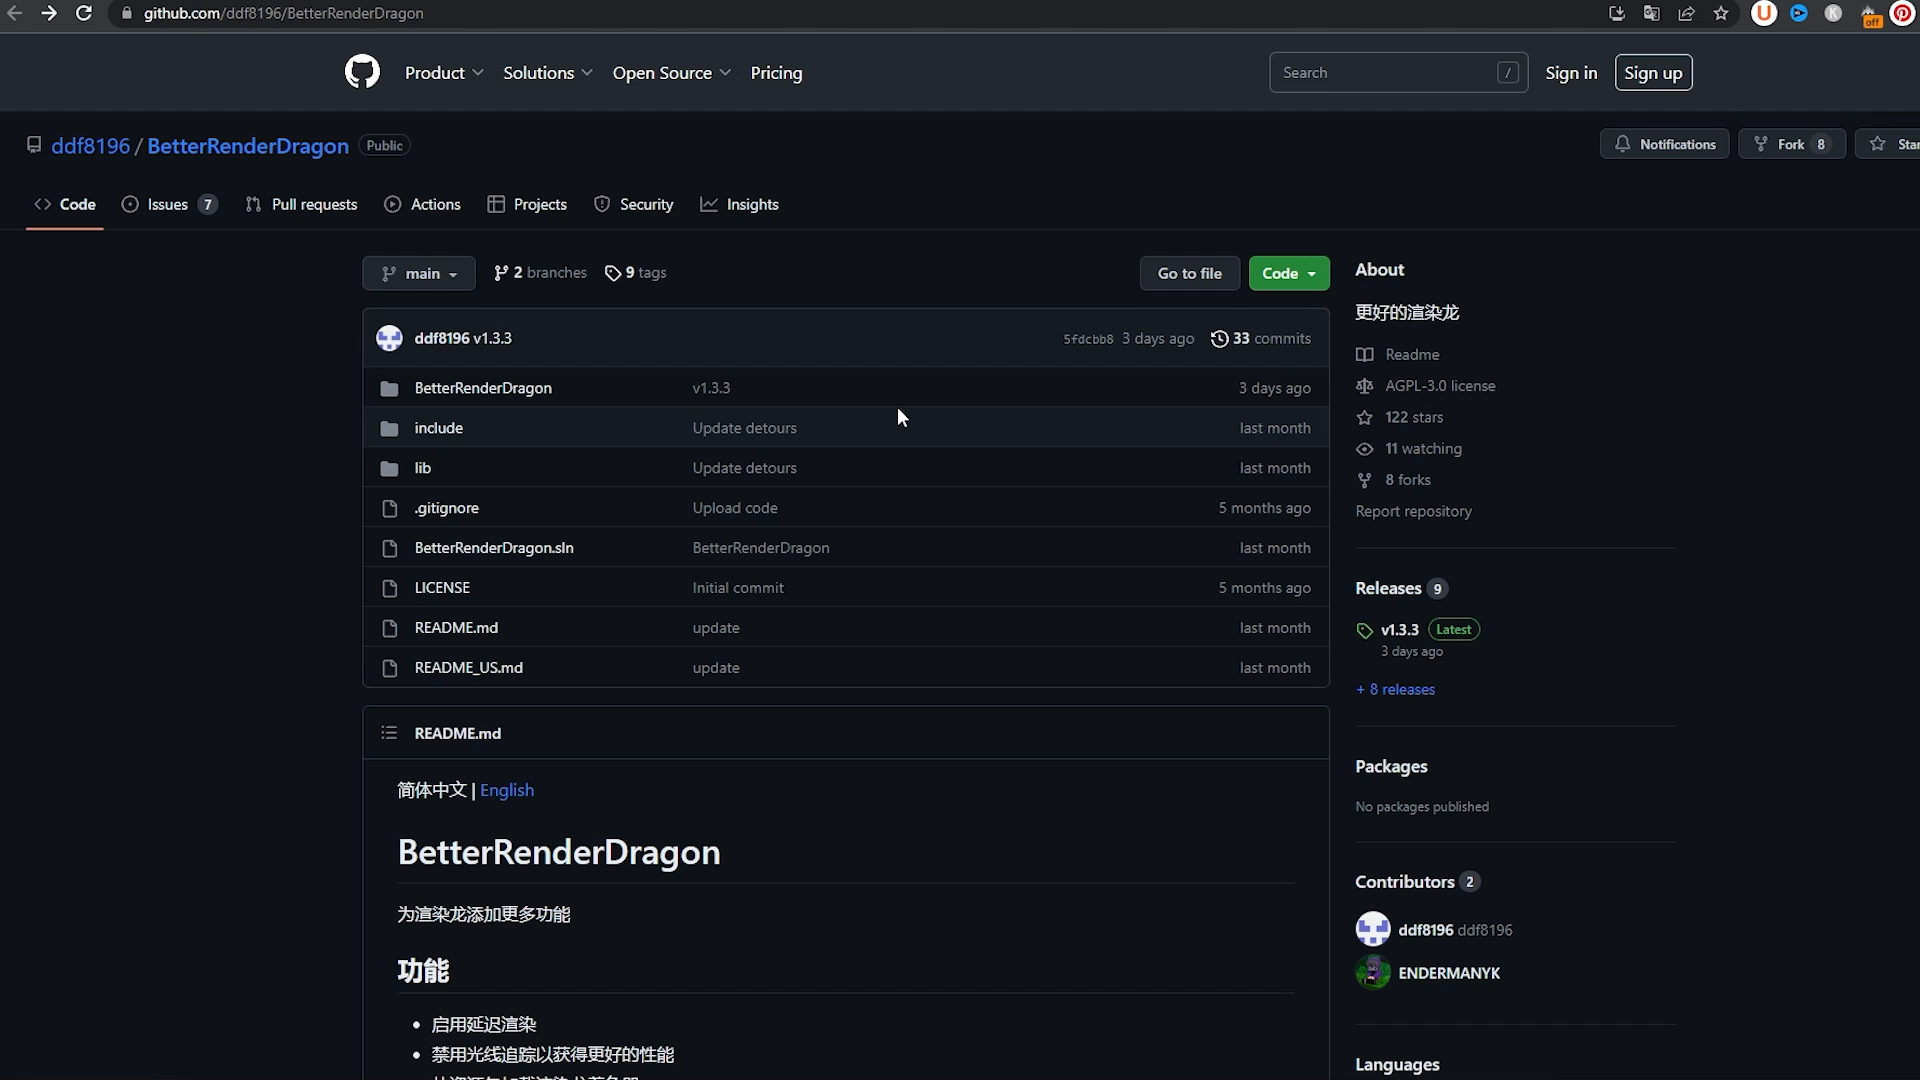 github.com/ddf8196/BetterRenderDragon
U
K
off
Product Solutions Open Source Pricing
Search /
Sign in Sign up
ddf8196 / BetterRenderDragon Public
Notifications Fork 8 Star
Code Issues 7 Pull requests Actions Projects Security Insights
main 2 branches 9 tags Go to file Code
ddf8196 v1.3.3 5fdcbb8 3 days ago 33 commits
BetterRenderDragon v1.3.3 3 days ago
include Update detours last month
lib Update detours last month
.gitignore Upload code 5 months ago
BetterRenderDragon.sln BetterRenderDragon last month
LICENSE Initial commit 5 months ago
README.md update last month
README_US.md update last month
README.md
简体中文 | English
BetterRenderDragon
为渲染龙添加更多功能
功能
• 启用延迟渲染
• 禁用光线追踪以获得更好的性能
About
更好的渲染龙
Readme
AGPL-3.0 license
122 stars
11 watching
8 forks
Report repository
Releases 9
v1.3.3 Latest
3 days ago
+ 8 releases
Packages
No packages published
Contributors 2
ddf8196 ddf8196
ENDERMANYK
Languages